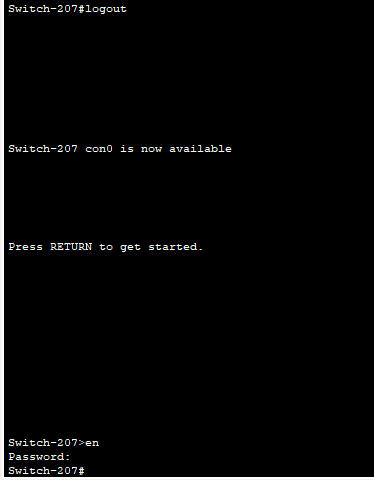 Switch-207#logout
Switch-207 con0 is now available
Press RETURN to get started.
Switch-207>en
Password:
Switch-207#